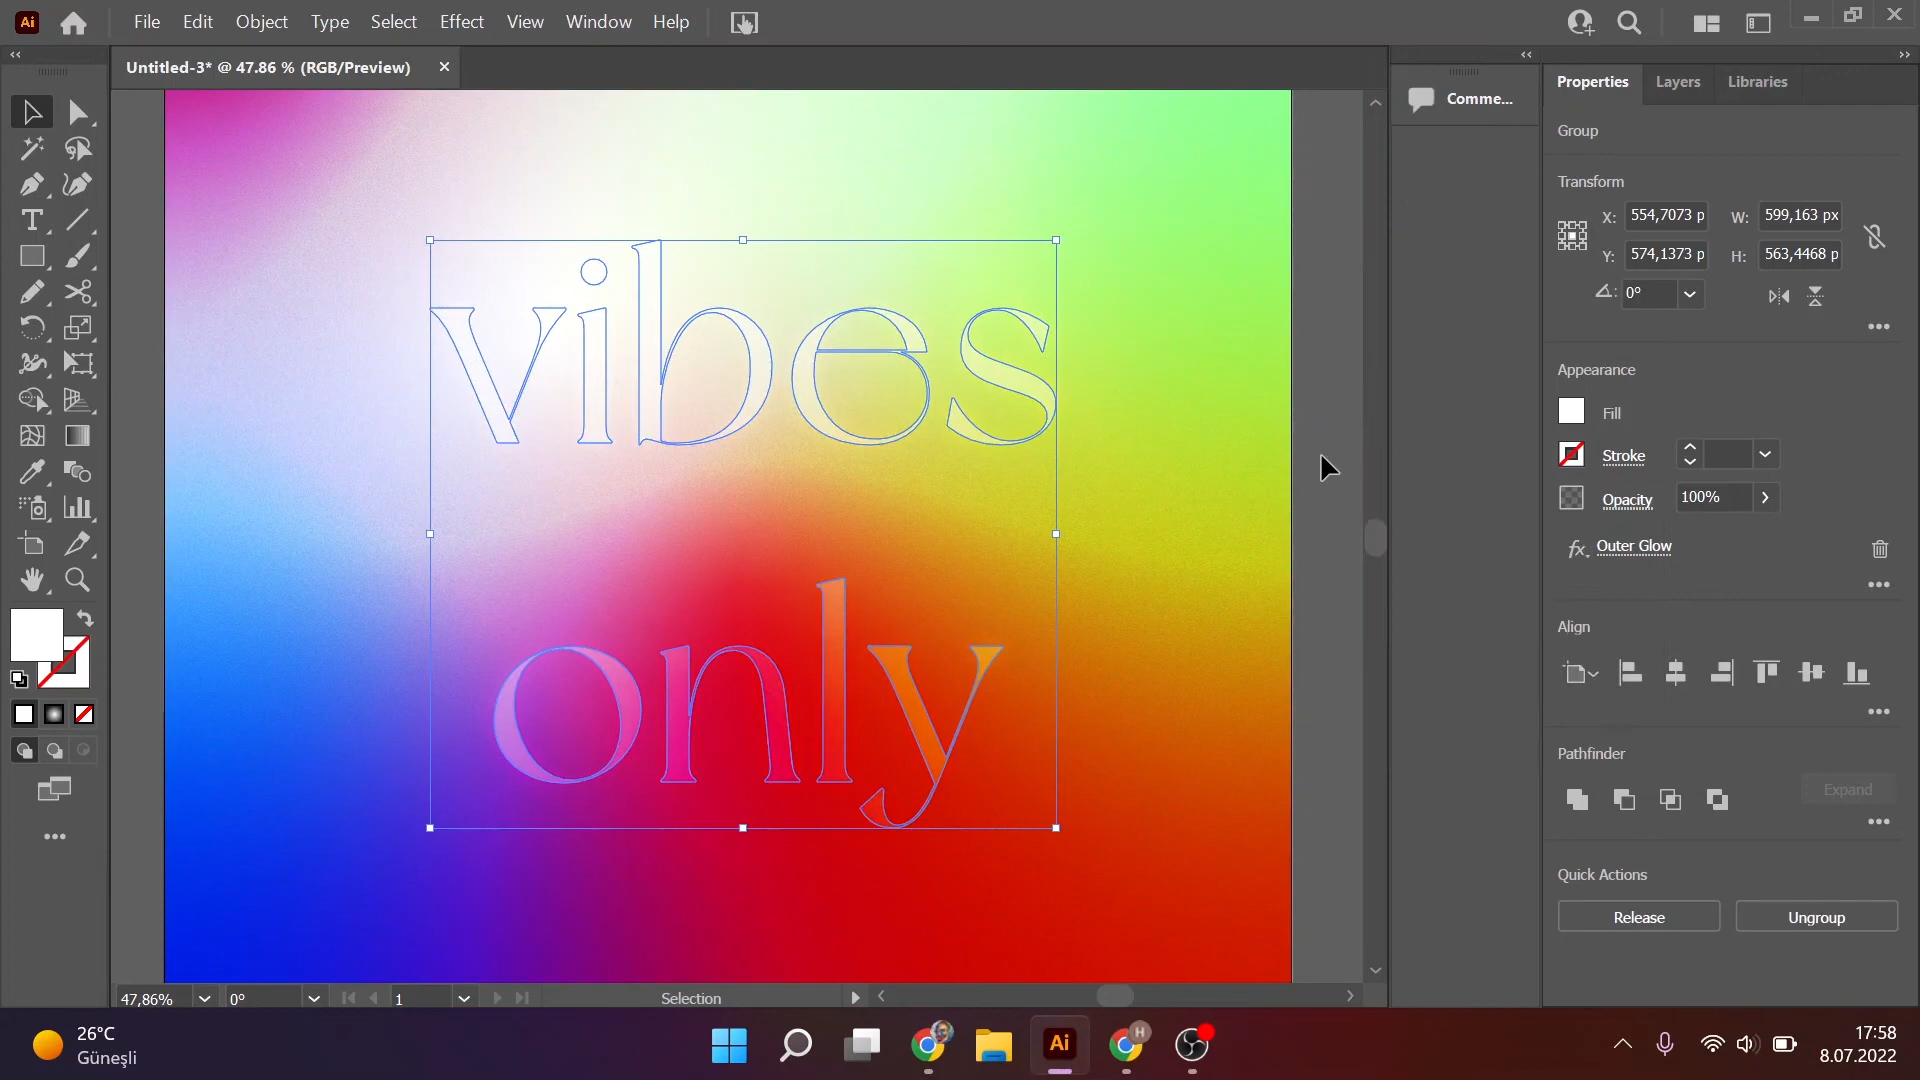 Ai
File Edit Object Type Select Effect View Window Help
Untitled-3* @ 47.86 % (RGB/Preview) ×
Comme...
Properties Layers Libraries
Group
Transform
X: 554,7073 p W: 599,163 px
Y: 574,1373 p H: 563,4468 p
0°
Appearance
Fill
Stroke
Opacity 100%
fx Outer Glow
Align
Pathfinder
Expand
Quick Actions
Release Ungroup
vibes
only
47,86% 0° 1 Selection
26°C
Güneşli
Ai
H
17:58
8.07.2022